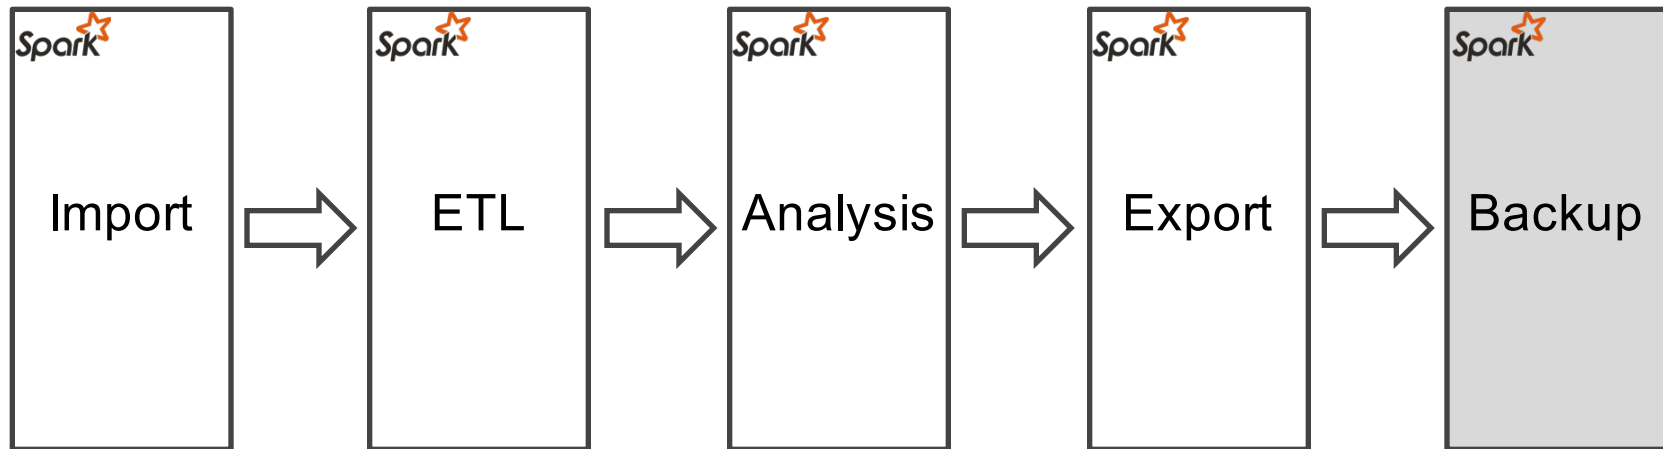 Spark
Import
Spark
ETL
Spark
Analysis
Spark
Export
Spark
Backup